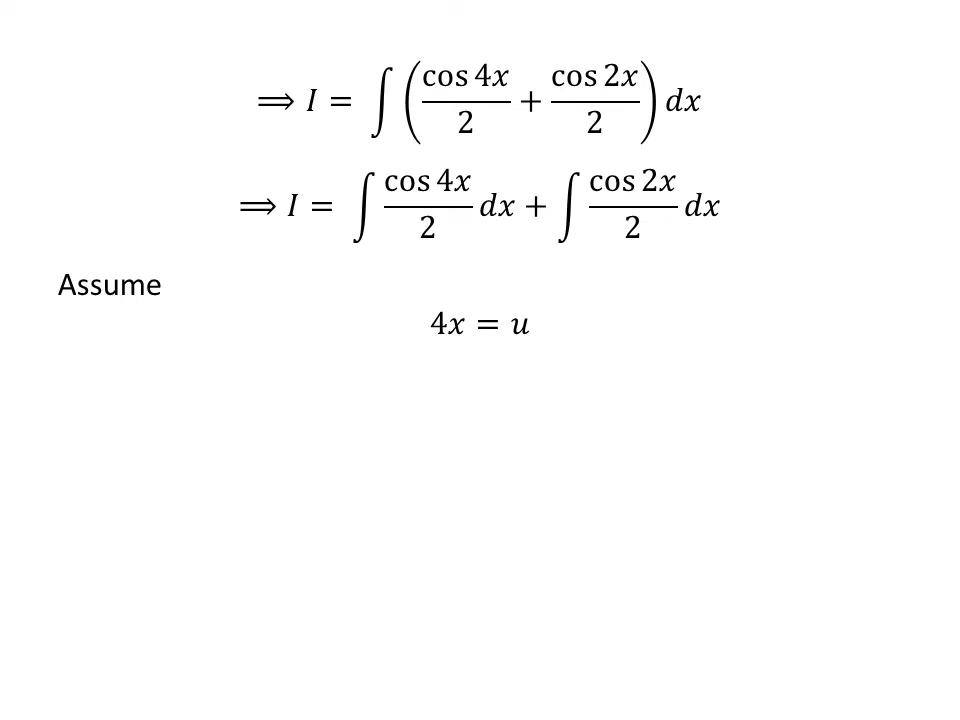 ⟹ I = ∫ (cos 4x / 2 + cos 2x / 2) dx
⟹ I = ∫ cos 4x / 2 dx + ∫ cos 2x / 2 dx
Assume
4x = u